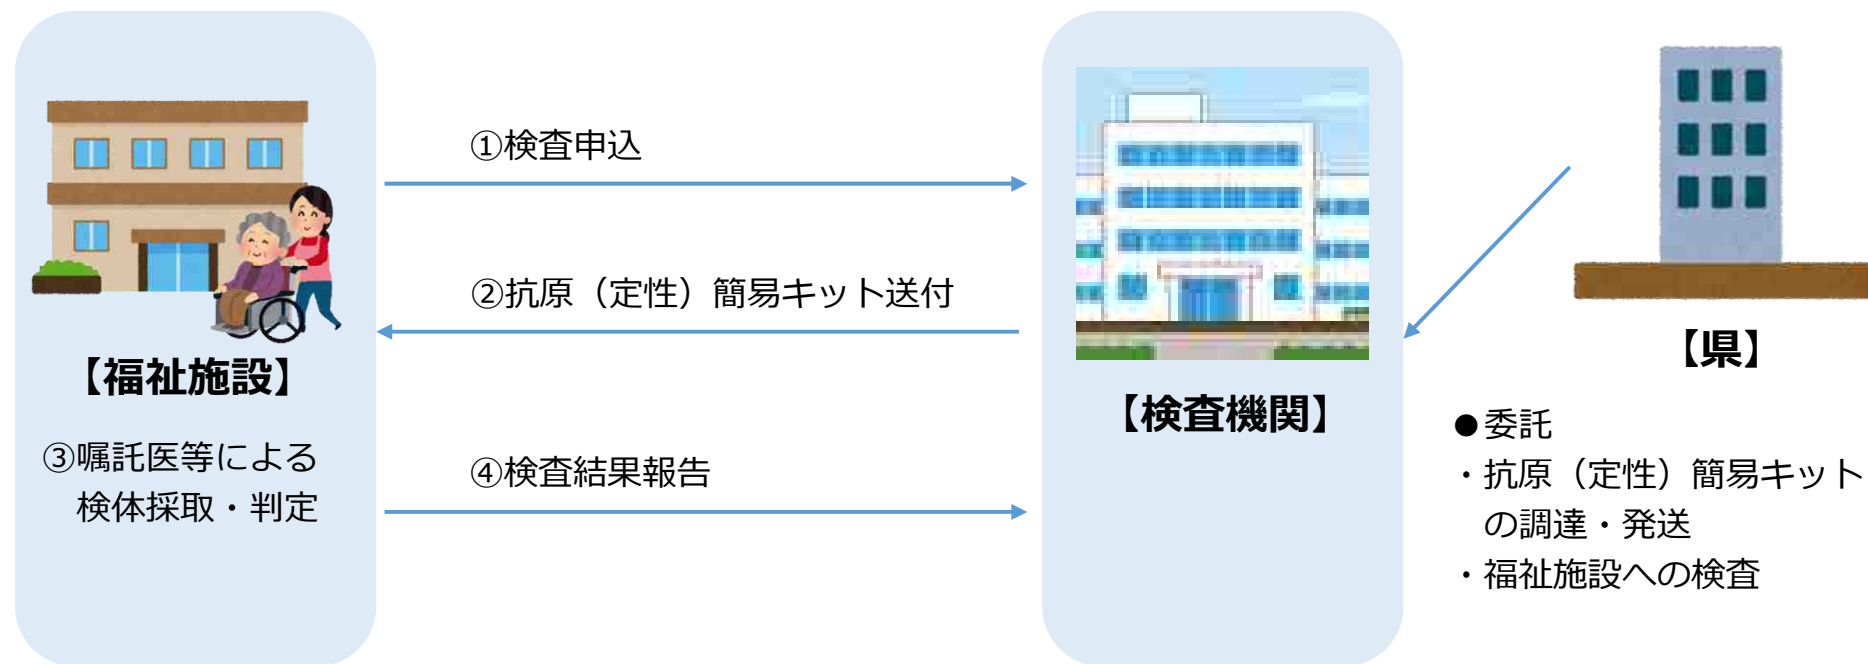 ①検査申込
②抗原（定性）簡易キット送付
【福祉施設】
③嘱託医等による
検体採取・判定
④検査結果報告
【検査機関】
【県】
●委託
・抗原（定性）簡易キット
の調達・発送
・福祉施設への検査